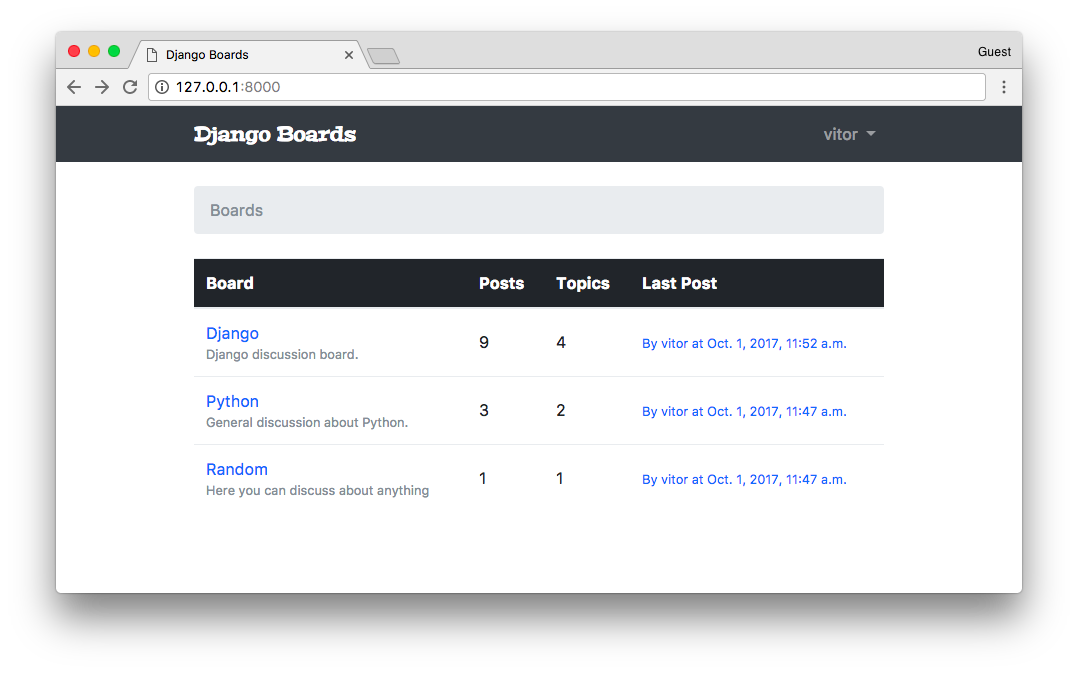 Django Boards
Guest
127.0.0.1:8000
Django Boards
vitor
Boards
Board Posts Topics Last Post
Django
Django discussion board.
9 4 By vitor at Oct. 1, 2017, 11:52 a.m.
Python
General discussion about Python.
3 2 By vitor at Oct. 1, 2017, 11:47 a.m.
Random
Here you can discuss about anything
1 1 By vitor at Oct. 1, 2017, 11:47 a.m.